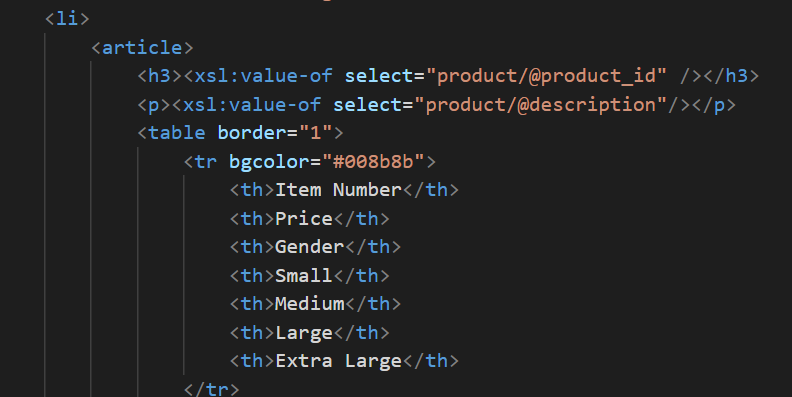 <li>
<article>
<h3><xsl:value-of select="product/@product_id" /></h3>
<p><xsl:value-of select="product/@description"/></p>
<table border="1">
<tr bgcolor="#008b8b">
<th>Item Number</th>
<th>Price</th>
<th>Gender</th>
<th>Small</th>
<th>Medium</th>
<th>Large</th>
<th>Extra Large</th>
</tr>